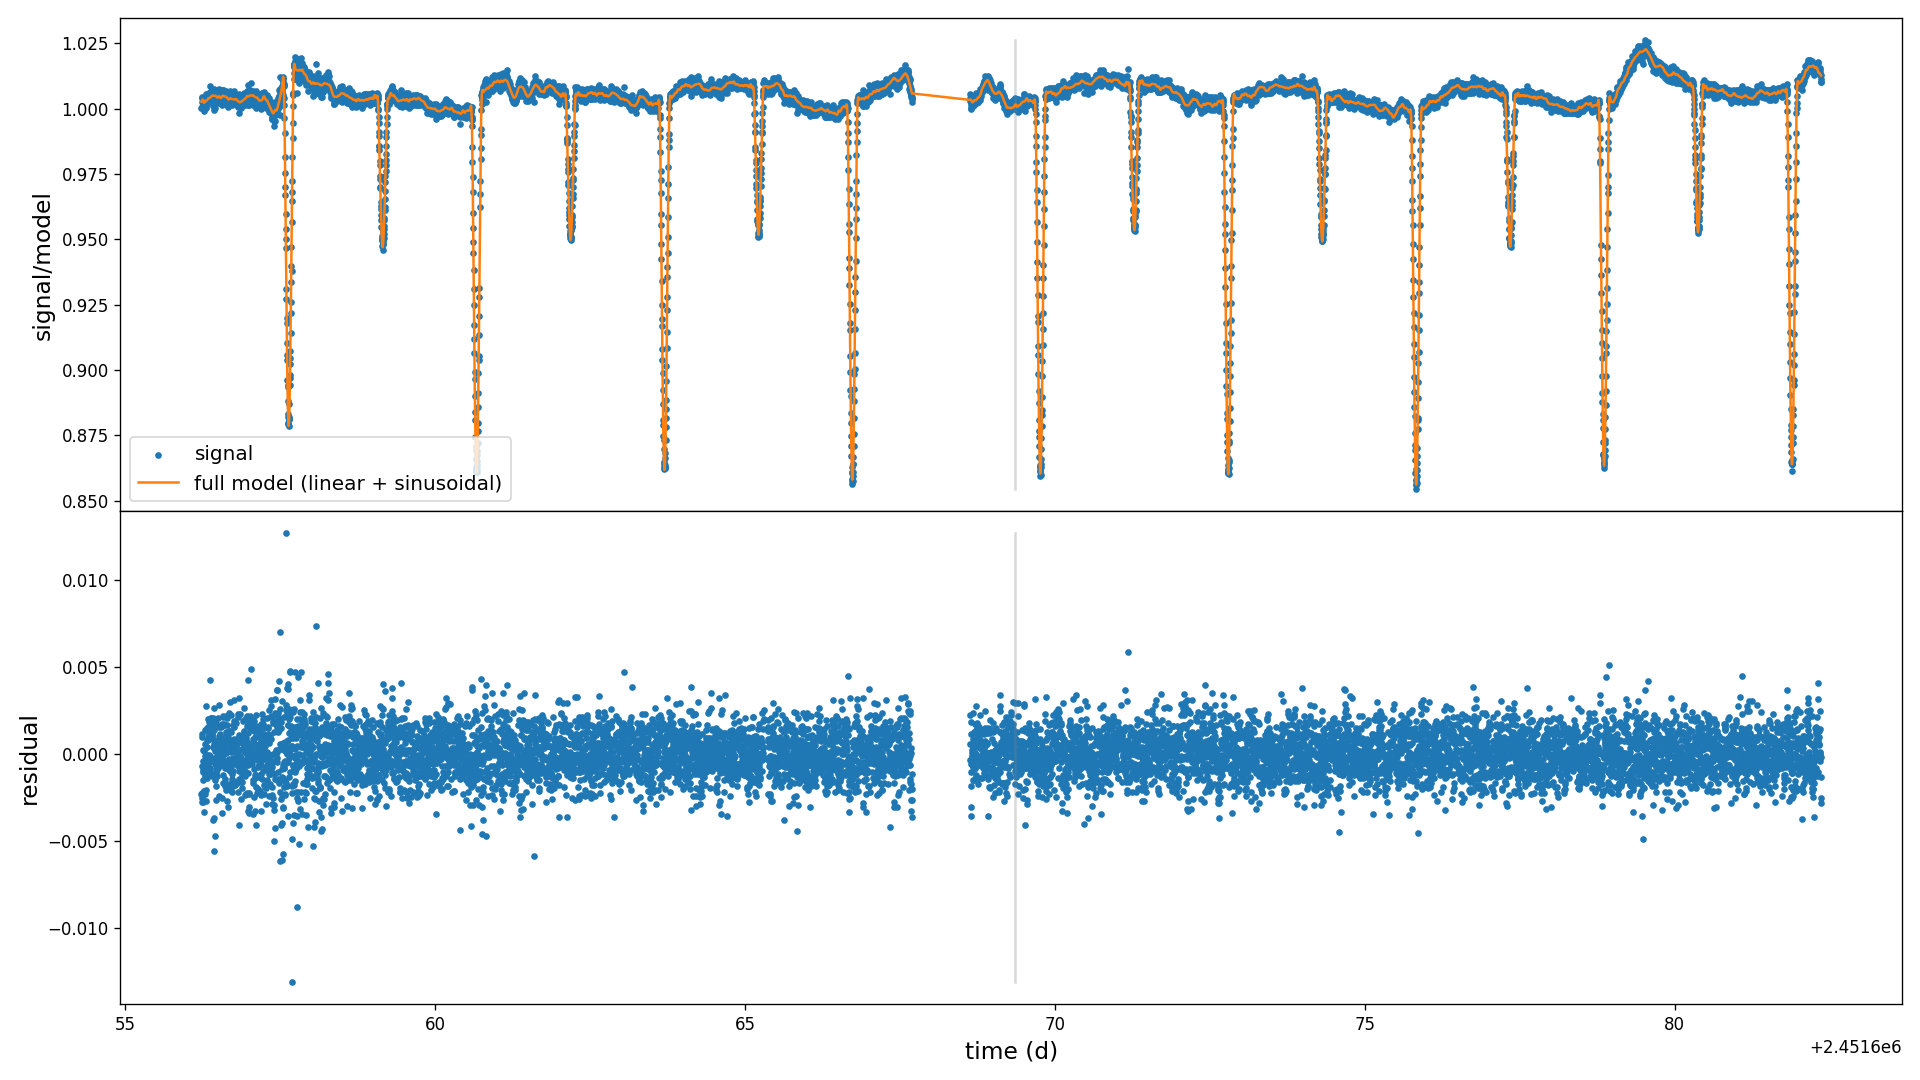 1.025
1.000
0.975
0.950
0.925
0.900
0.875
0.850
signal/model
signal
full model (linear + sinusoidal)
0.010
0.005
0.000
−0.005
−0.010
residual
55 60 65 70 75 80
time (d)
+2.4516e6